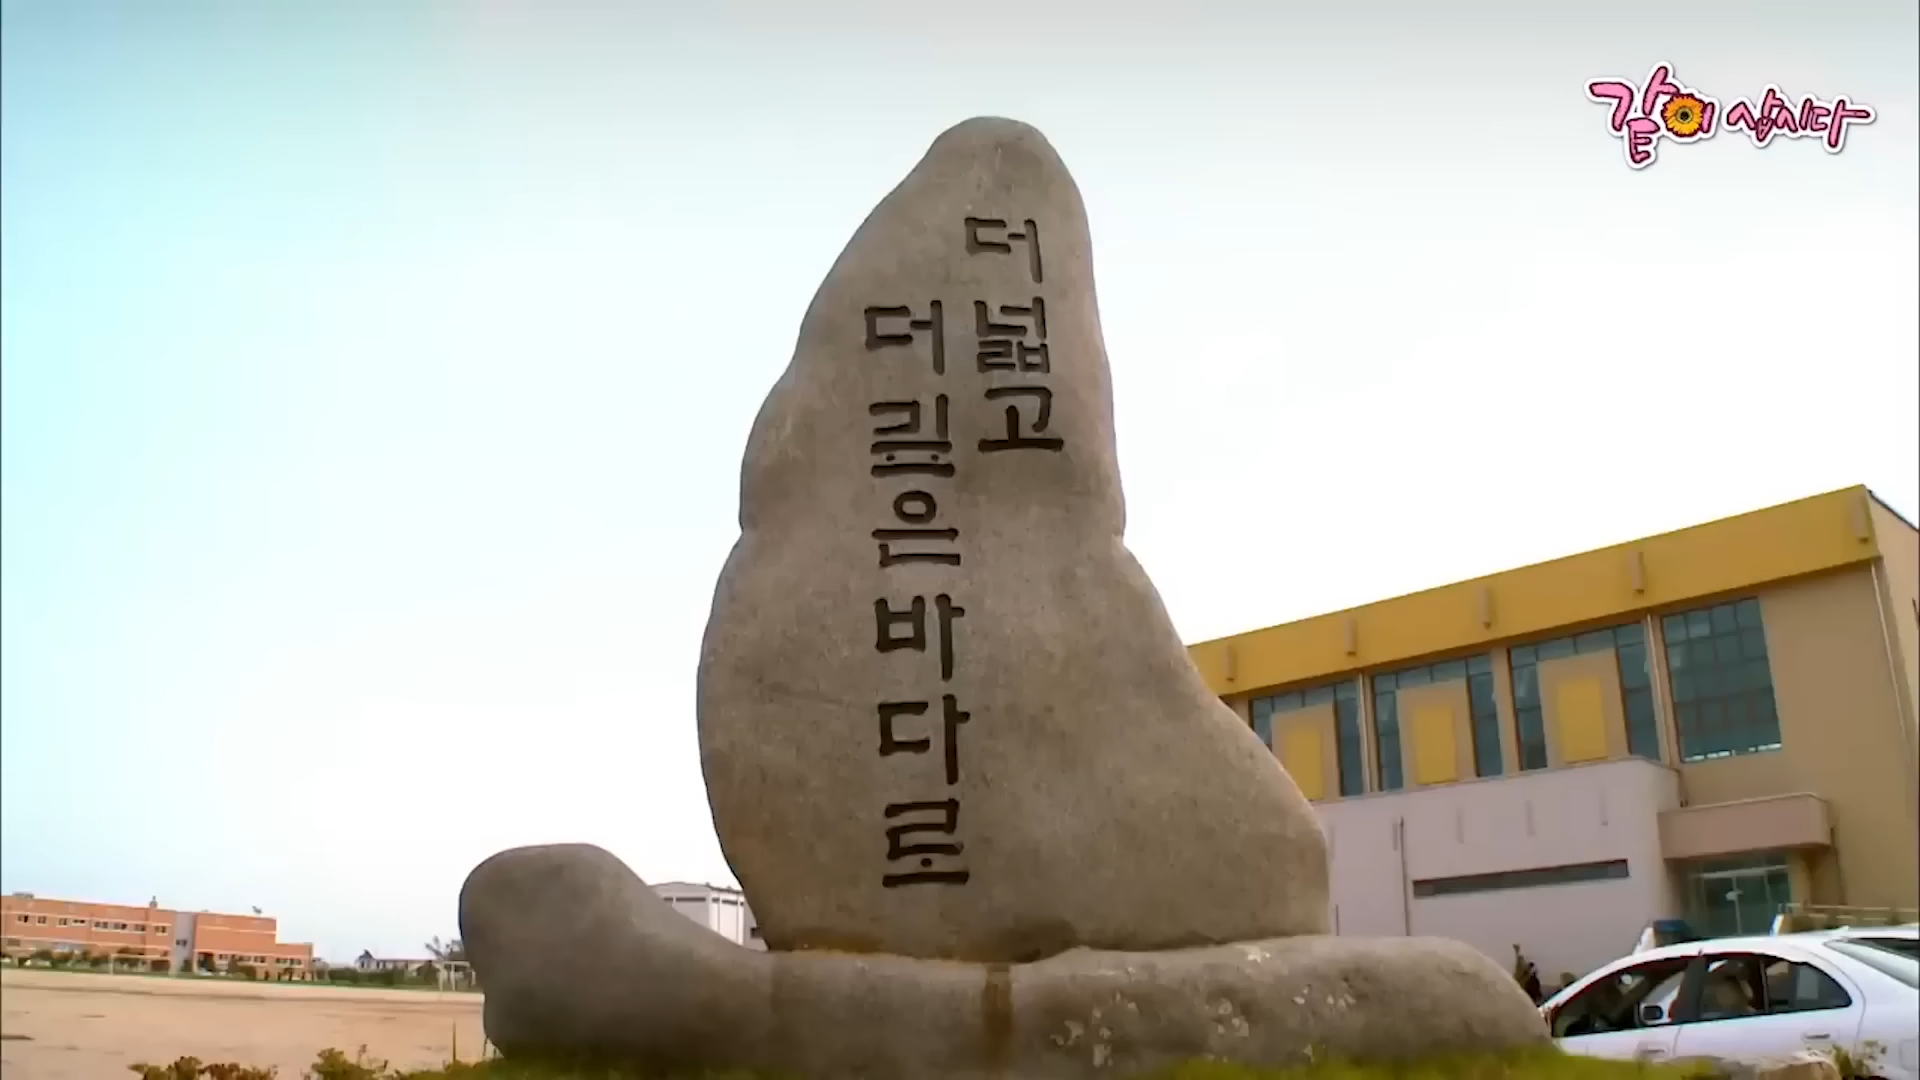 같이 삽시다
더 넓고
더 깊은 바다로